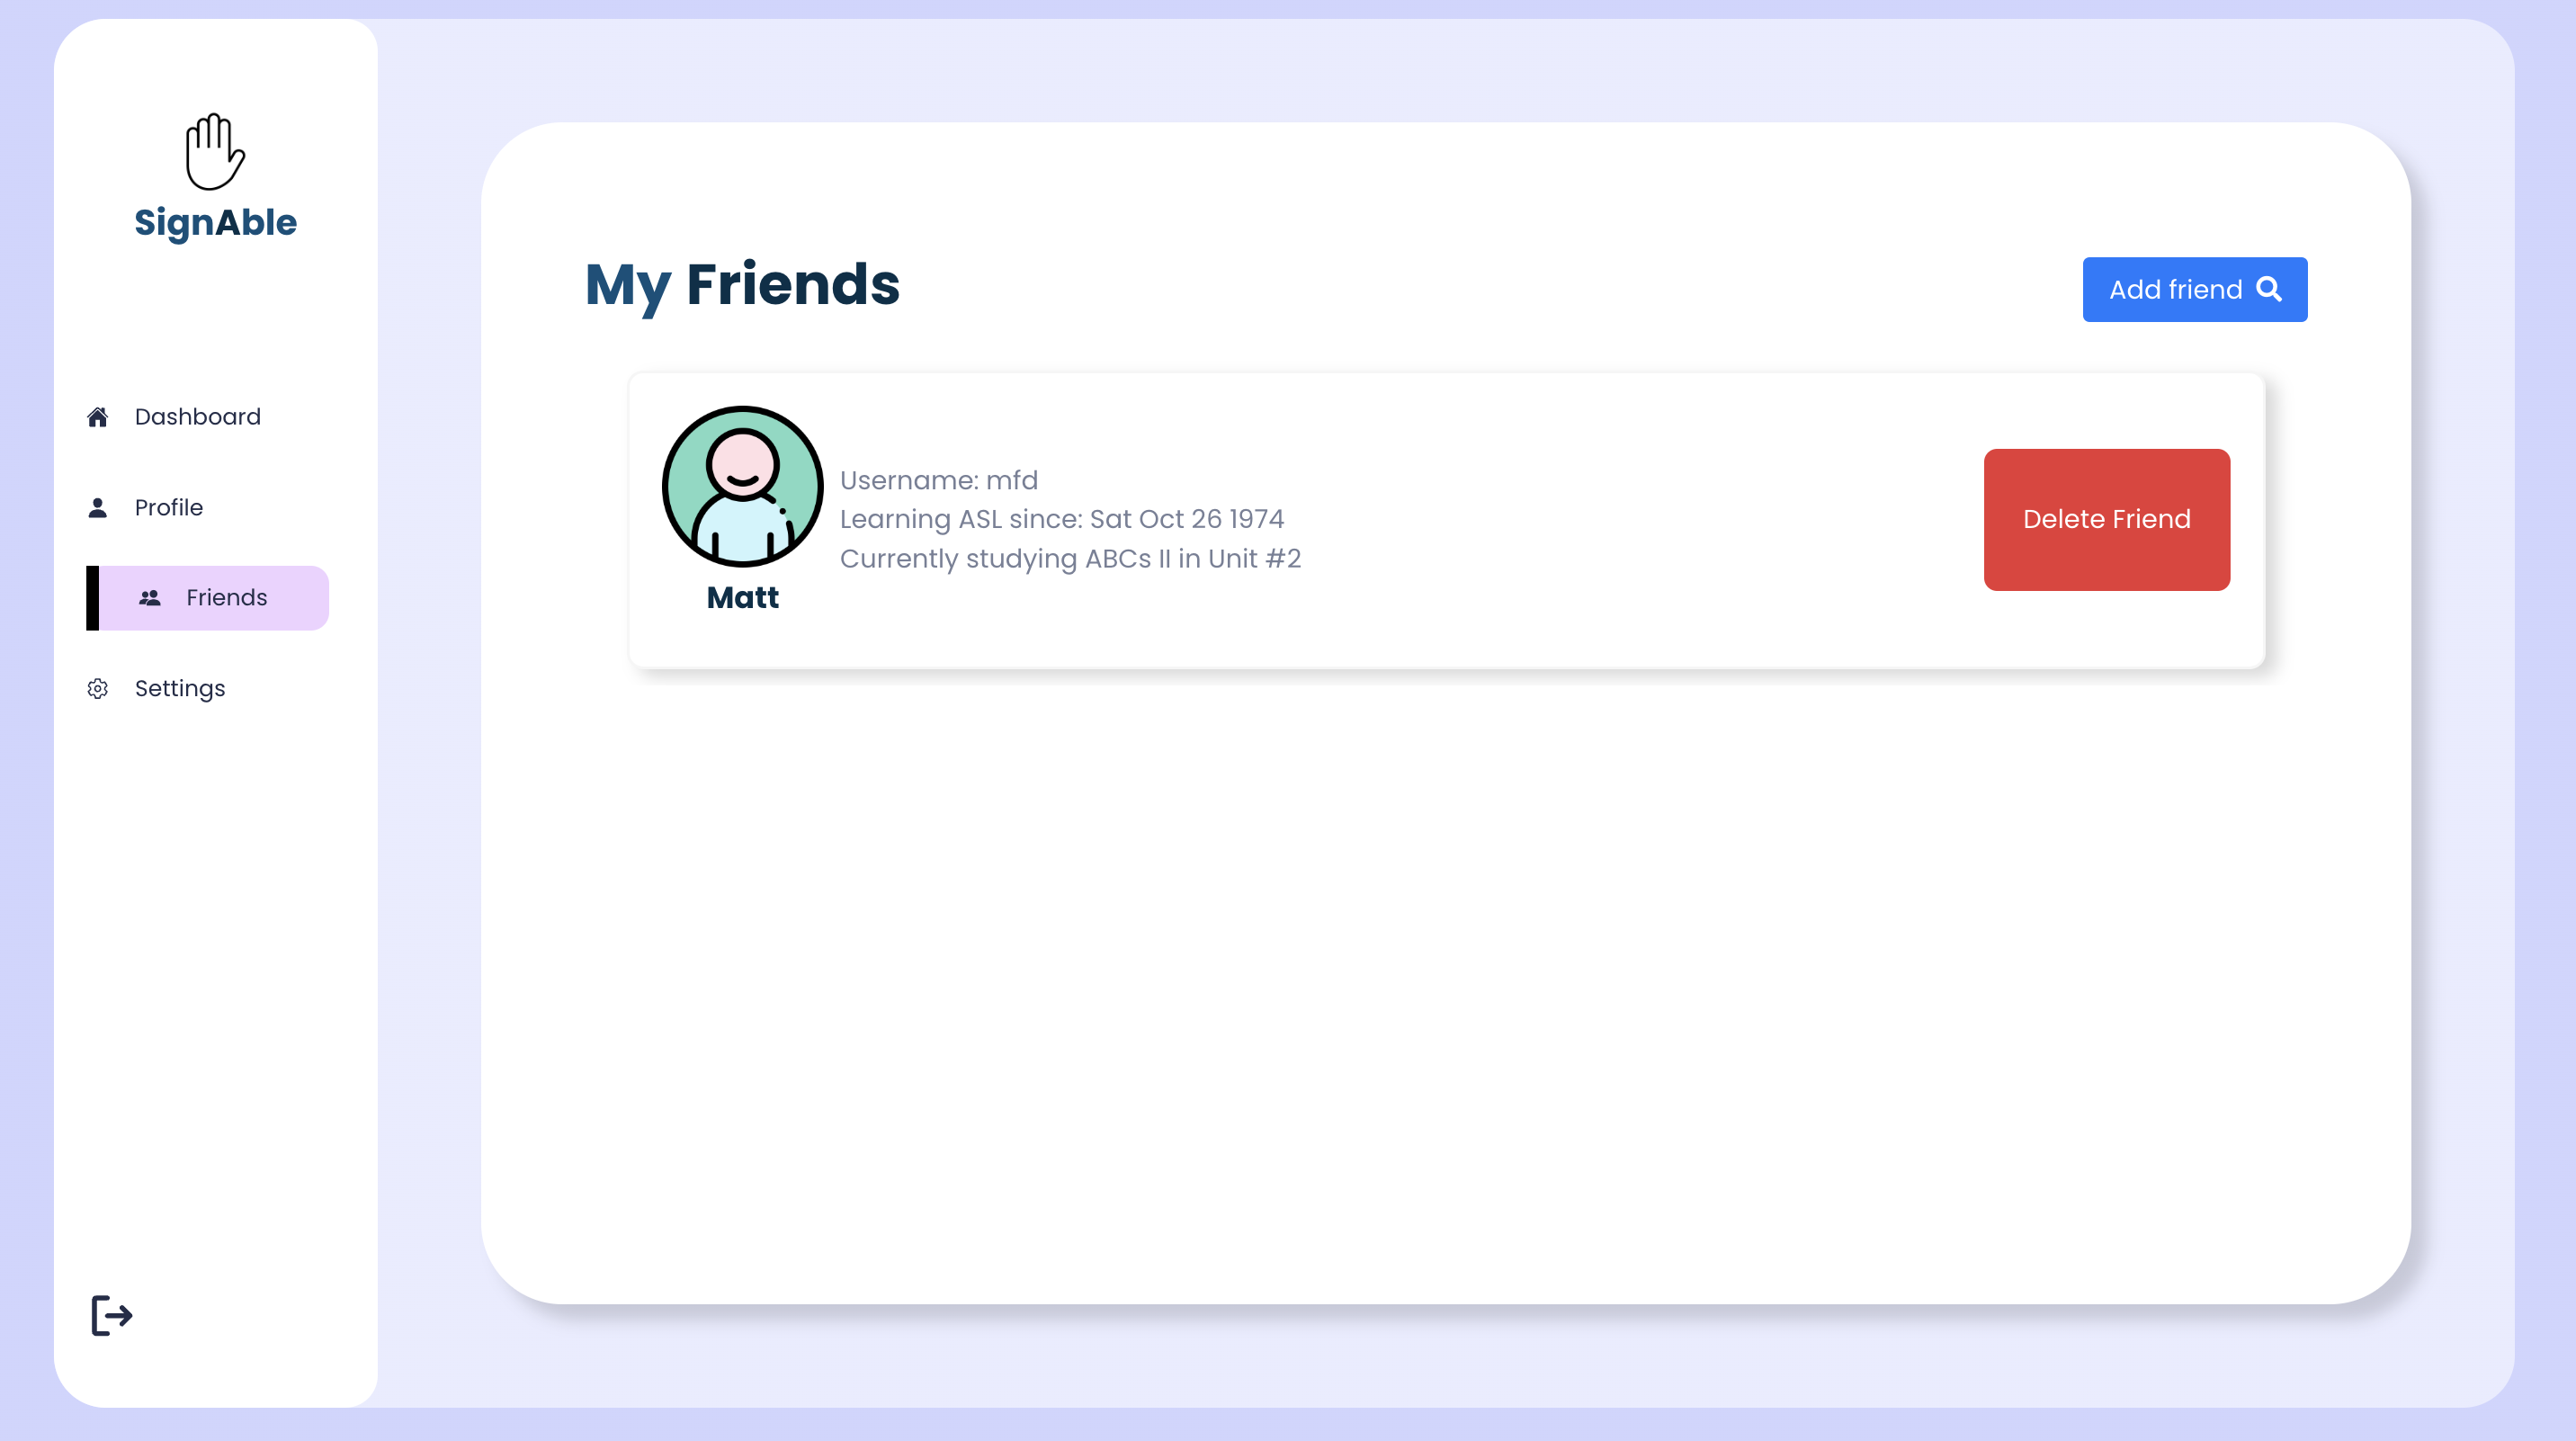 SignAble
Dashboard
Profile
Friends
Settings
My Friends
Add friend
Username: mfd
Learning ASL since: Sat Oct 26 1974
Currently studying ABCs II in Unit #2
Matt
Delete Friend